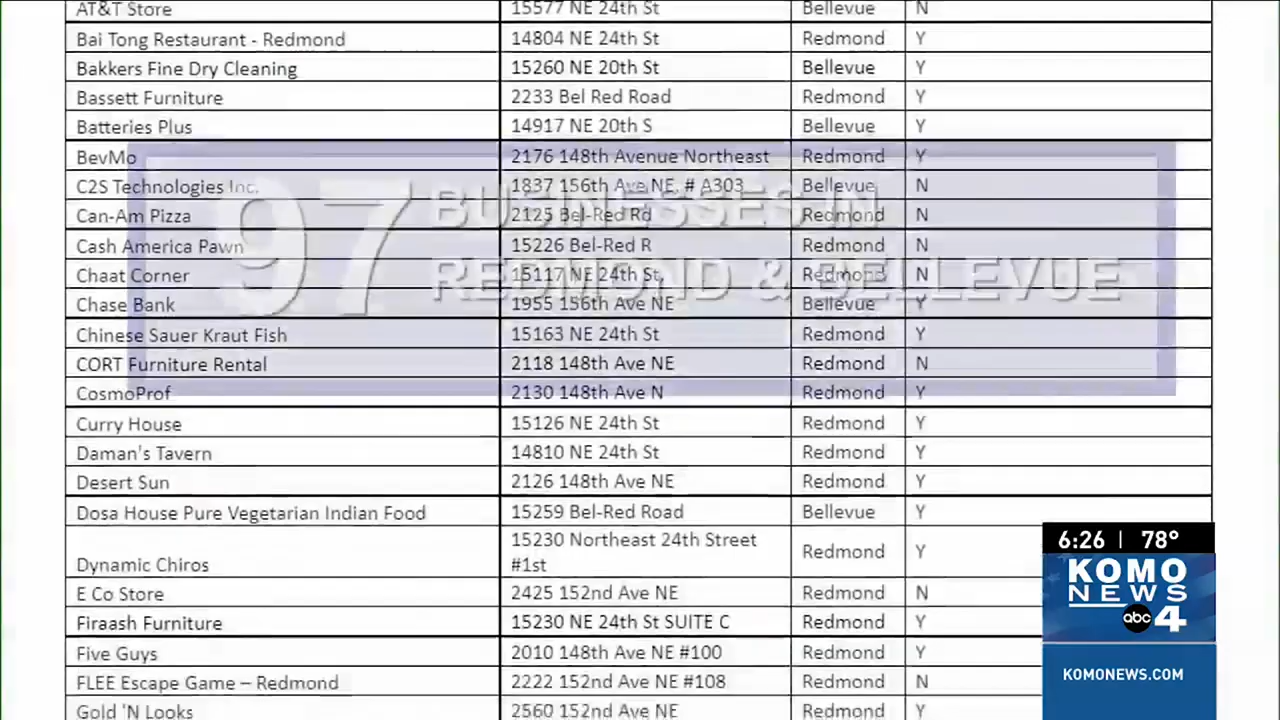 AT&T Store 15577 NE 24th St Bellevue N
Bai Tong Restaurant - Redmond 14804 NE 24th St Redmond Y
Bakkers Fine Dry Cleaning 15260 NE 20th St Bellevue Y
Bassett Furniture 2233 Bel Red Road Redmond Y
Batteries Plus 14917 NE 20th S Bellevue Y
BevMo 2176 148th Avenue Northeast Redmond Y
C2S Technologies Inc. 1837 156th Ave NE, # A303 Bellevue N
Can-Am Pizza 2125 Bel-Red Rd Redmond N
Cash America Pawn 15226 Bel-Red R Redmond N
Chaat Corner 15117 NE 24th St, Redmond N
Chase Bank 1955 156th Ave NE Bellevue Y
Chinese Sauer Kraut Fish 15163 NE 24th St Redmond Y
CORT Furniture Rental 2118 148th Ave NE Redmond N
CosmoProf 2130 148th Ave N Redmond Y
Curry House 15126 NE 24th St Redmond Y
Daman's Tavern 14810 NE 24th St Redmond Y
Desert Sun 2126 148th Ave NE Redmond Y
Dosa House Pure Vegetarian Indian Food 15259 Bel-Red Road Bellevue Y
Dynamic Chiros 15230 Northeast 24th Street
#1st Redmond Y
E Co Store 2425 152nd Ave NE Redmond N
Firaash Furniture 15230 NE 24th St SUITE C Redmond Y
Five Guys 2010 148th Ave NE #100 Redmond Y
FLEE Escape Game – Redmond 2222 152nd Ave NE #108 Redmond N
Gold 'N Looks 2560 152nd Ave NE Redmond Y
97 BUSINESSES IN
REDMOND & BELLEVUE
6:26 | 78°
KOMO
NEWS
abc 4
KOMONEWS.COM